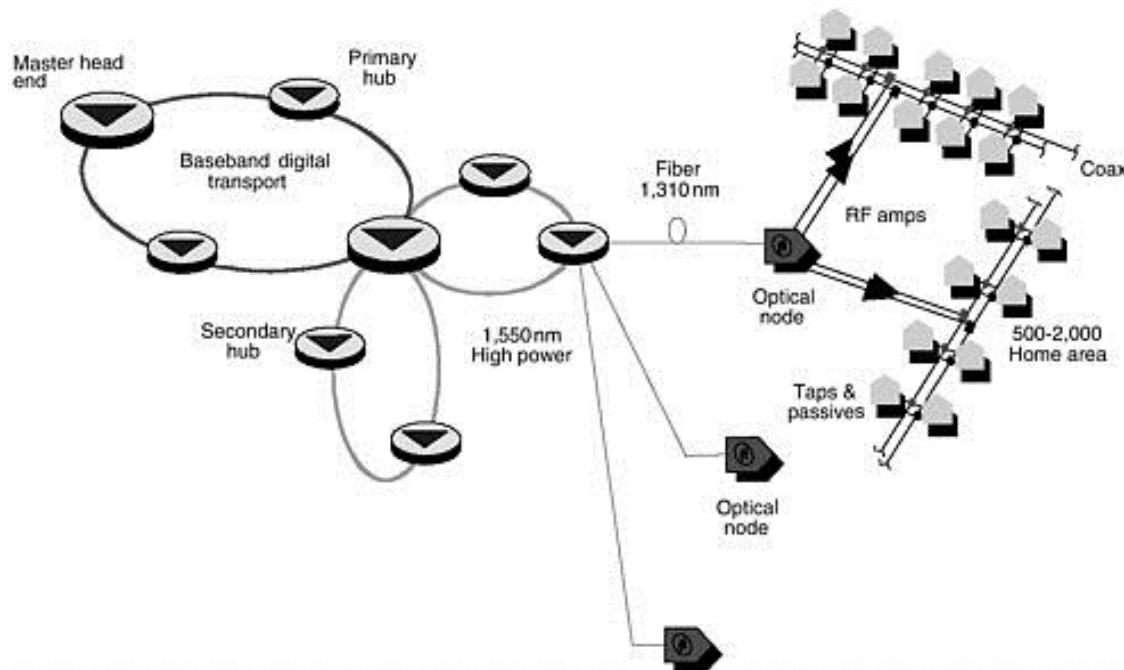 Master head
end
Primary
hub
Baseband digital
transport
Fiber
1,310 nm
Coax
RF amps
Optical
node
Secondary
hub
1,550 nm
High power
500-2,000
Home area
Taps &
passives
Optical
node